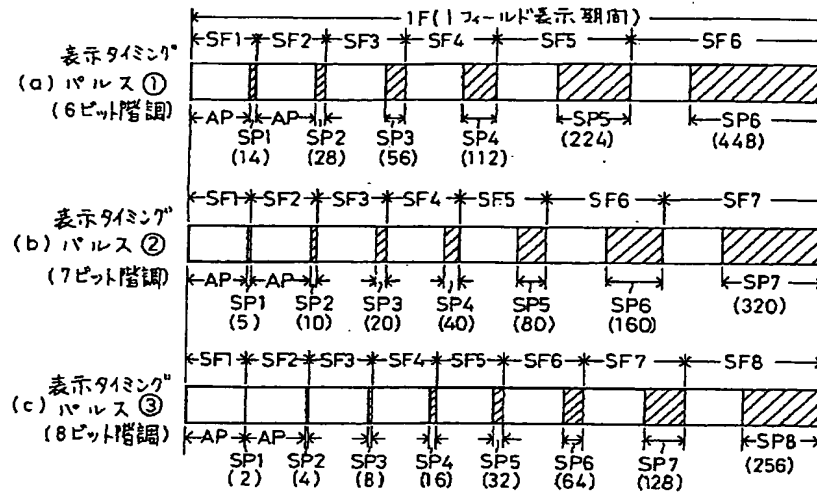 1F(1フィールド表示期間)
SF1 SF2 SF3 SF4 SF5 SF6
表示タイミング
(a) パルス①
(6ビット階調)
AP AP
SP1 SP2 SP3 SP4 SP5 SP6
(14) (28) (56) (112) (224) (448)
SF1 SF2 SF3 SF4 SF5 SF6 SF7
表示タイミング
(b) パルス②
(7ビット階調)
AP AP
SP1 SP2 SP3 SP4 SP5 SP6 SP7
(5) (10) (20) (40) (80) (160) (320)
SF1 SF2 SF3 SF4 SF5 SF6 SF7 SF8
表示タイミング
(c) パルス③
(8ビット階調)
AP AP
SP1 SP2 SP3 SP4 SP5 SP6 SP7 SP8
(2) (4) (8) (16) (32) (64) (128) (256)